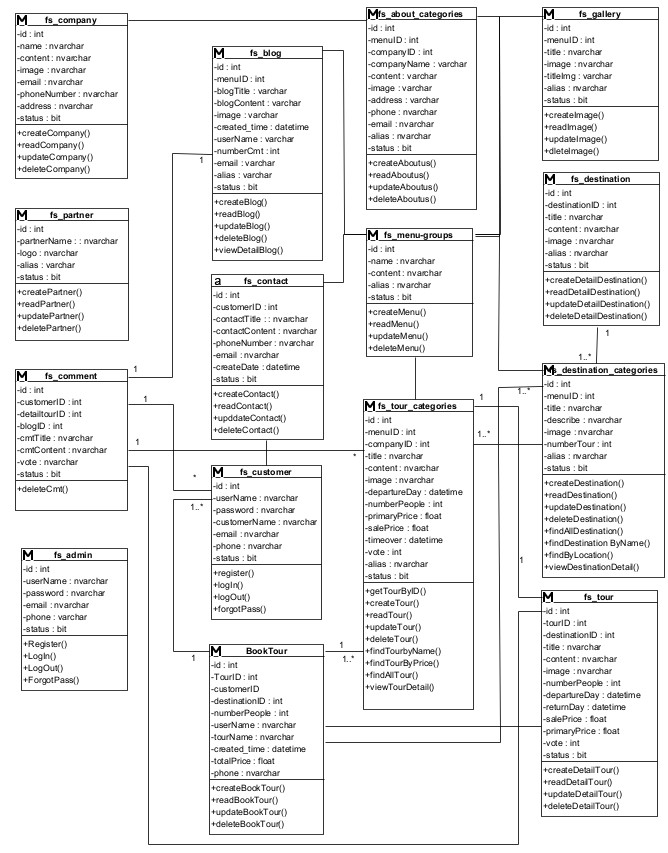 fs_company
-id : int
-name : nvarchar
-content : nvarchar
-image : nvarchar
-email : nvarchar
-phoneNumber : nvarchar
-address : nvarchar
-status : bit
+createCompany()
+readCompany()
+updateCompany()
+deleteCompany()
fs_blog
-id : int
-menuID : int
-blogTitle : varchar
-blogContent : varchar
-image : varchar
-created_time : datetime
-userName : varchar
-numberCmt : int
-email : varchar
-alias : varchar
-status : bit
+createBlog()
+readBlog()
+updateBlog()
+deleteBlog()
+viewDetailBlog()
fs_about_categories
-id : int
-menuID : int
-companyID : int
-companyName : varchar
-content : varchar
-image : varchar
-address : varchar
-phone : nvarchar
-email : nvarchar
-alias : nvarchar
-status : bit
+createAboutus()
+readAboutus()
+updateAboutus()
+deleteAboutus()
fs_gallery
-id : int
-menuID : int
-title : nvarchar
-image : nvarchar
-titleImg : nvarchar
-alias : nvarchar
-status : bit
+createImage()
+readImage()
+updateImage()
+dleteImage()
fs_partner
-id : int
-partnerName : : nvarchar
-logo : nvarchar
-alias : varchar
-status : bit
+createPartner()
+readPartner()
+updatePartner()
+deletePartner()
fs_contact
-id : int
-customerID : int
-contactTitle : : nvarchar
-contactContent : nvarchar
-phoneNumber : nvarchar
-email : nvarchar
-createDate : datetime
-status : bit
+createContact()
+readContact()
+upddateContact()
+deleteContact()
fs_menu-groups
-id : int
-name : nvarchar
-content : nvarchar
-alias : nvarchar
-status : bit
+createMenu()
+readMenu()
+updateMenu()
+deleteMenu()
fs_destination
-id : int
-destinationID : int
-title : nvarchar
-content : nvarchar
-image : nvarchar
-alias : nvarchar
-status : bit
+createDetailDestination()
+readDetailDestination()
+updateDetailDestination()
+deleteDetailDestination()
fs_comment
-id : int
-customerID : int
-detailtourID : int
-blogID : int
-cmtTitle : nvarchar
-cmtContent : nvarchar
-vote : nvarchar
-status : bit
+deleteCmt()
fs_customer
-id : int
-userName : nvarchar
-password : nvarchar
-customerName : nvarchar
-email : nvarchar
-phone : nvarchar
-status : bit
+register()
+logIn()
+logOut()
+forgotPass()
fs_tour_categories
-id : int
-menuID : int
-companyID : int
-title : nvarchar
-content : nvarchar
-image : nvarchar
-departureDay : datetime
-numberPeople : int
-primaryPrice : float
-salePrice : float
-timeover : datetime
-vote : int
-alias : nvarchar
-status : bit
+getTourByID()
+createTour()
+readTour()
+updateTour()
+deleteTour()
+findTourbyName()
+findTourByPrice()
+findAllTour()
+viewTourDetail()
fs_destination_categories
-id : int
-menuID : int
-title : nvarchar
-describe : nvarchar
-image : nvarchar
-numberTour : int
-alias : nvarchar
-status : bit
+createDestination()
+readDestination()
+updateDestination()
+deleteDestination()
+findAllDestination()
+findDestination ByName()
+findByLocation()
+viewDestinationDetail()
fs_admin
-id : int
-userName : nvarchar
-password : nvarchar
-email : nvarchar
-phone : varchar
-status : bit
+Register()
+LogIn()
+LogOut()
+ForgotPass()
BookTour
-id : int
-TourID : int
-customerID
-destinationID : int
-numberPeople : int
-userName : nvarchar
-tourName : nvarchar
-created_time : datetime
-totalPrice : float
-phone : nvarchar
+createBookTour()
+readBookTour()
+updateBookTour()
+deleteBookTour()
fs_tour
-id : int
-tourID : int
-destinationID : int
-title : nvarchar
-content : nvarchar
-image : nvarchar
-numberPeople : int
-departureDay : datetime
-returnDay : datetime
-salePrice : float
-primaryPrice : float
-vote : int
-status : bit
+createDetailTour()
+readDetailTour()
+updateDetailTour()
+deleteDetailTour()
1
1
1
1
*
*
1..*
1
1
1..*
1
1..*
1
1..*
1..*
1